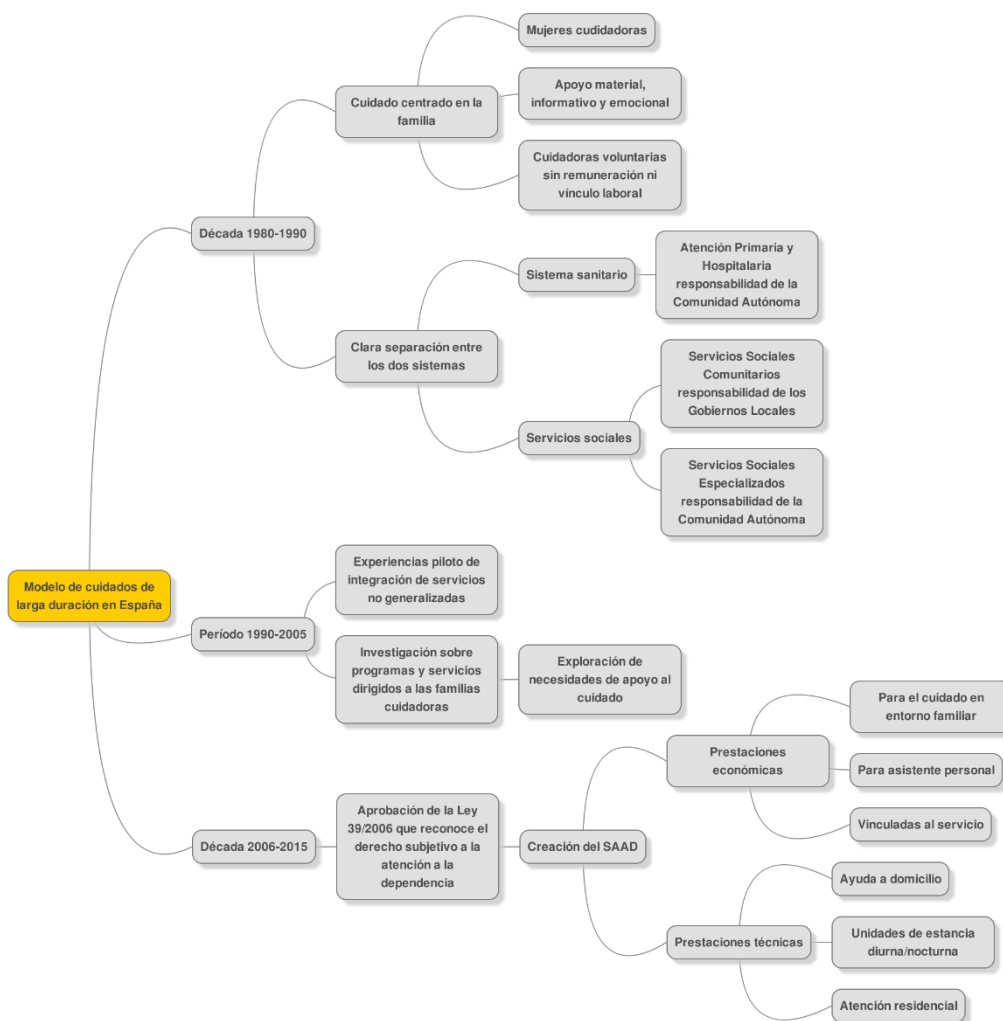 Modelo de cuidados de
larga duración en España
Década 1980-1990
Cuidado centrado en la
familia
Mujeres cudidadoras
Apoyo material,
informativo y emocional
Cuidadoras voluntarias
sin remuneración ni
vínculo laboral
Clara separación entre
los dos sistemas
Sistema sanitario
Atención Primaria y
Hospitalaria
responsabilidad de la
Comunidad Autónoma
Servicios sociales
Servicios Sociales
Comunitarios
responsabilidad de los
Gobiernos Locales
Servicios Sociales
Especializados
responsabilidad de la
Comunidad Autónoma
Período 1990-2005
Experiencias piloto de
integración de servicios
no generalizadas
Investigación sobre
programas y servicios
dirigidos a las familias
cuidadoras
Exploración de
necesidades de apoyo al
cuidado
Década 2006-2015
Aprobación de la Ley
39/2006 que reconoce el
derecho subjetivo a la
atención a la
dependencia
Creación del SAAD
Prestaciones
económicas
Para el cuidado en
entorno familiar
Para asistente personal
Vinculadas al servicio
Prestaciones técnicas
Ayuda a domicilio
Unidades de estancia
diurna/nocturna
Atención residencial